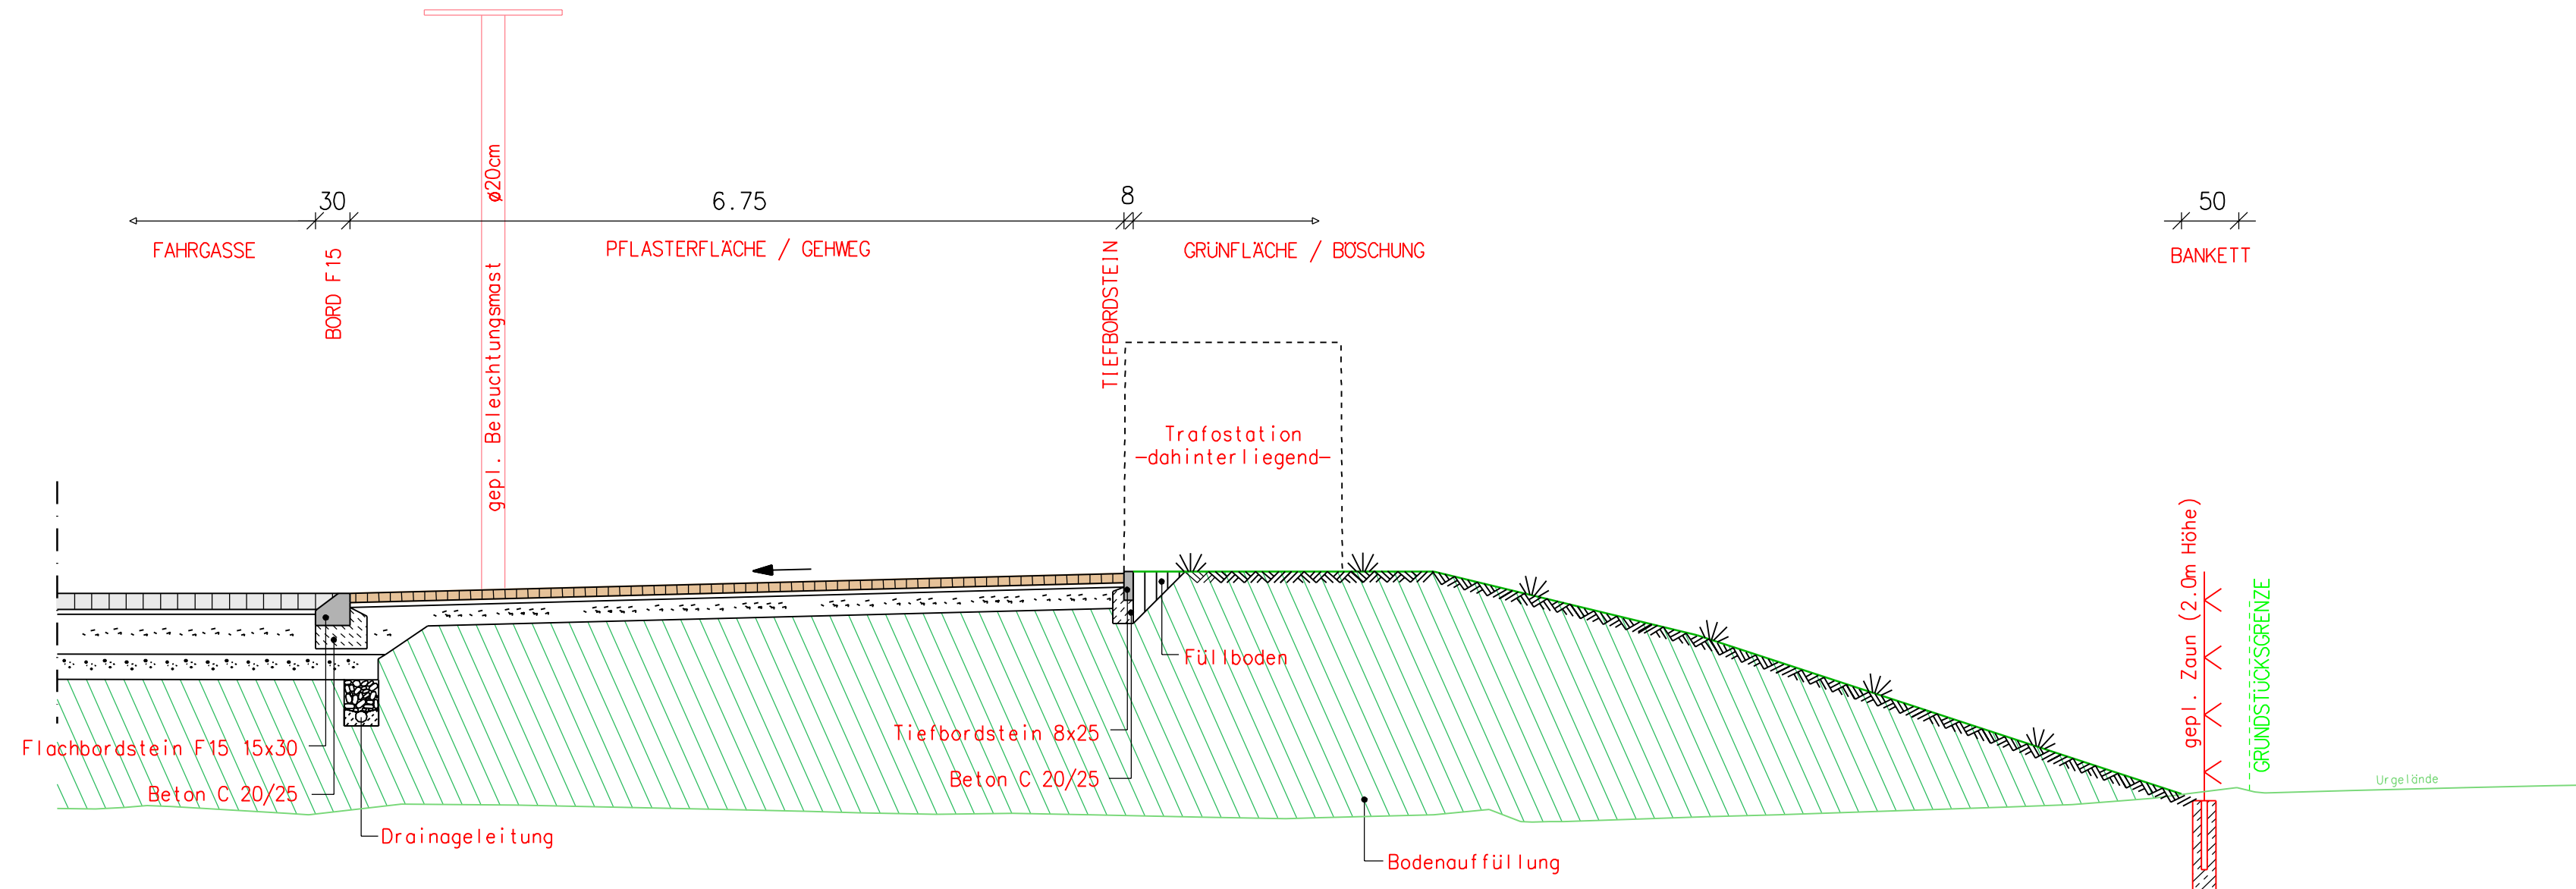 ø20cm
30
6.75
8
50
FAHRGASSE
BORD F15
gepl. Beleuchtungsmast
PFLASTERFLÄCHE / GEHWEG
TIEFBORDSTEIN
GRÜNFLÄCHE / BÖSCHUNG
BANKETT
Trafostation
-dahinterliegend-
gepl. Zaun (2.0m Höhe)
GRUNDSTÜCKSGRENZE
Füllboden
Tiefbordstein 8x25
Flachbordstein F15 15x30
Beton C 20/25
Beton C 20/25
Urgelände
Drainageleitung
Bodenauffüllung